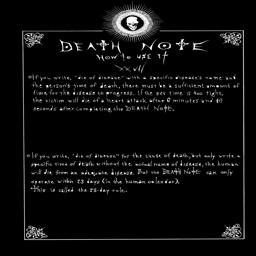 DEATH NOTE
HOW TO USE IT
XXVII
If you write, "die of disease" with a specific disease's name and
the person's time of death, there must be a sufficient amount of
time for the disease to progress. If the set time is too tight,
the victim will die of a heart attack after 6 minutes and 40
seconds after completing the DEATH NOTE.
If you write, "die of disease" for the cause of death, but only write a
specific time of death without the actual name of disease, the human
will die from an adequate disease. But the DEATH NOTE can only
operate within 23 days (in the human calendar).
This is called the 23-day rule.